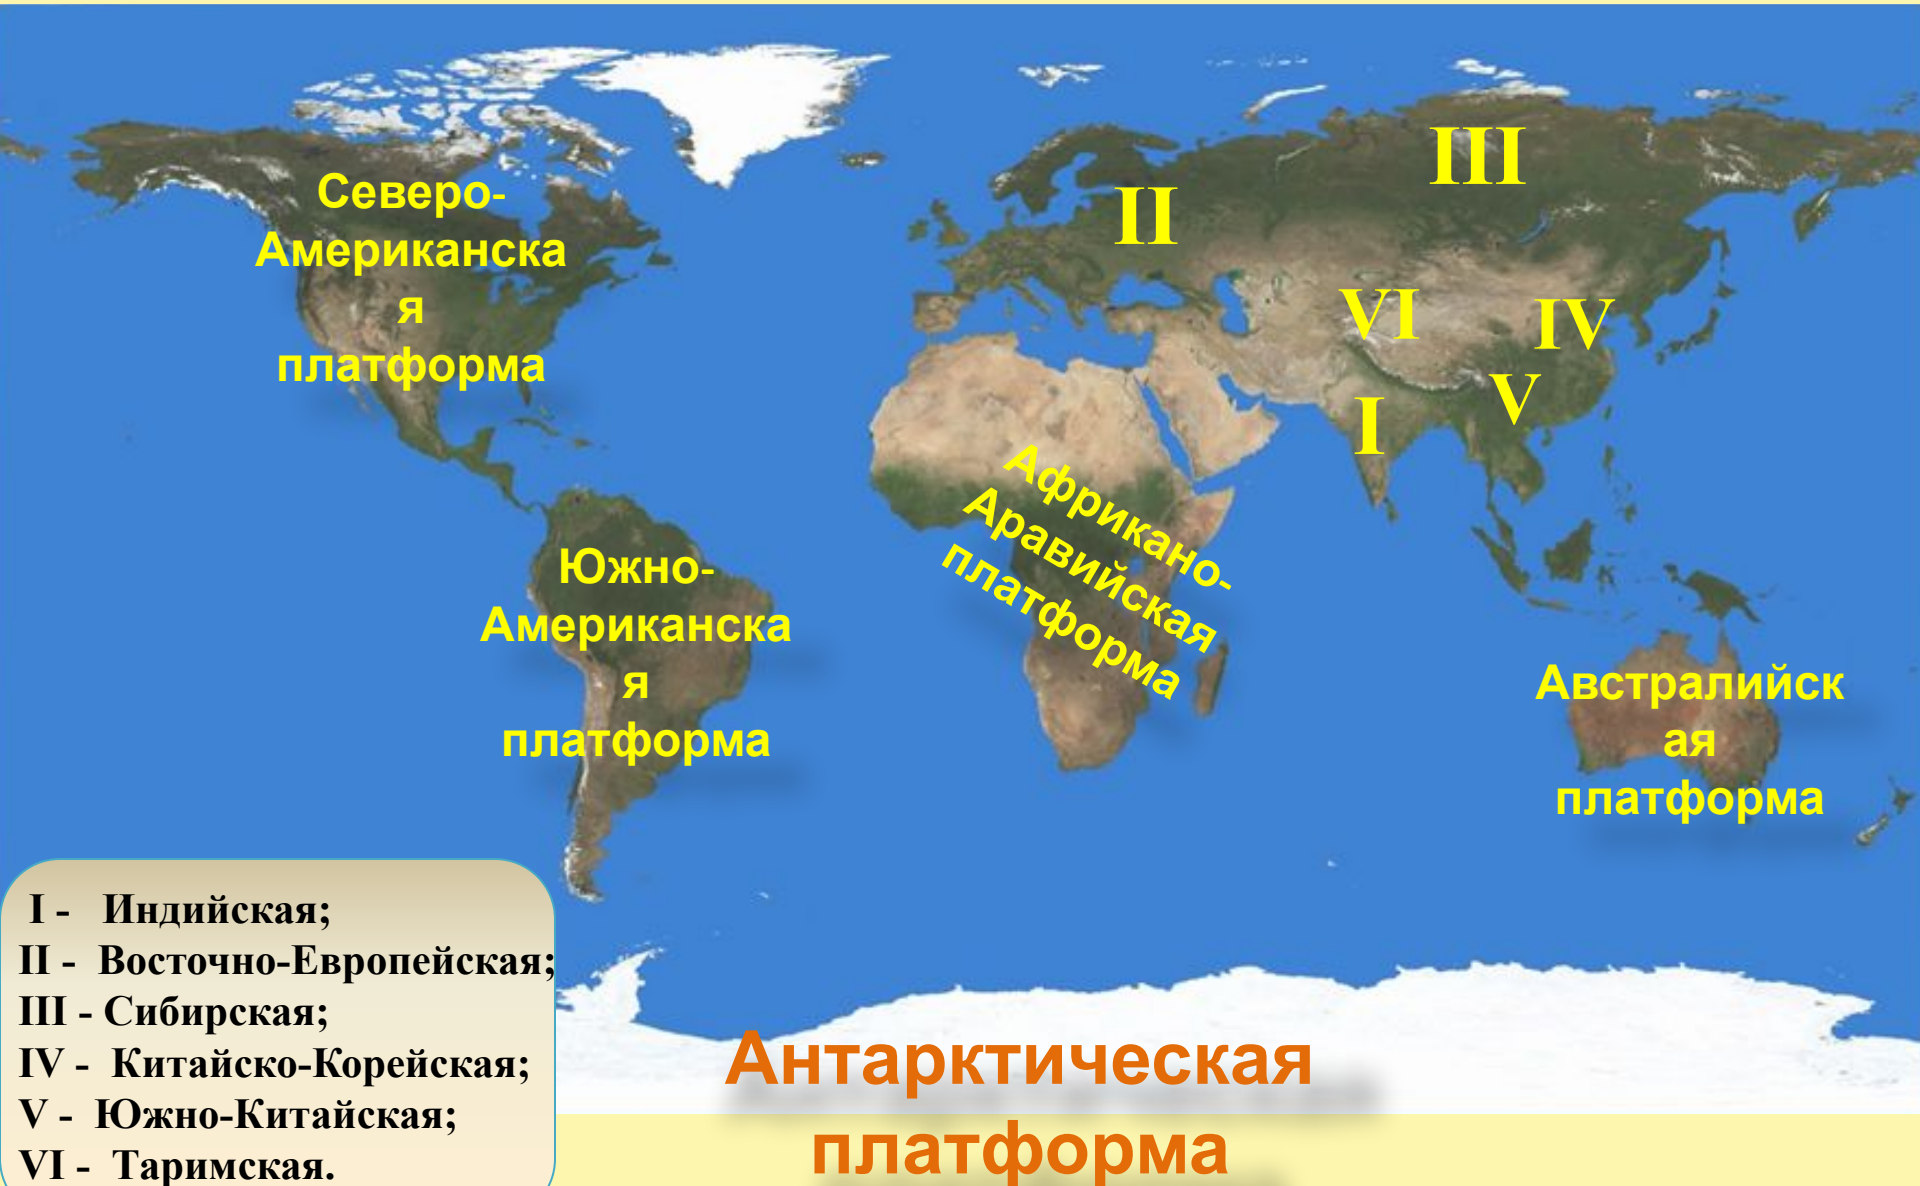 Северо-
Американска
я
платформа
III
II
VI
IV
V
I
Африкано-
Аравийская
платформа
Южно-
Американска
я
платформа
Австралийск
ая
платформа
I - Индийская;
II - Восточно-Европейская;
III - Сибирская;
IV - Китайско-Корейская;
V - Южно-Китайская;
VI - Таримская.
Антарктическая
платформа